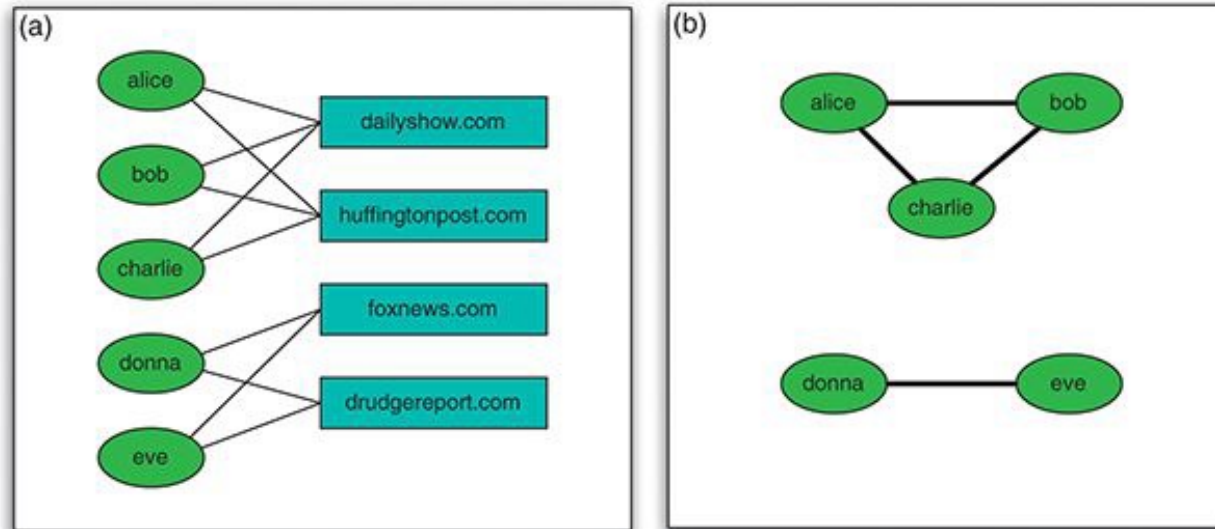 (a)
alice
bob
charlie
donna
eve
dailyshow.com
huffingtonpost.com
foxnews.com
drudgereport.com
(b)
alice
bob
charlie
donna
eve